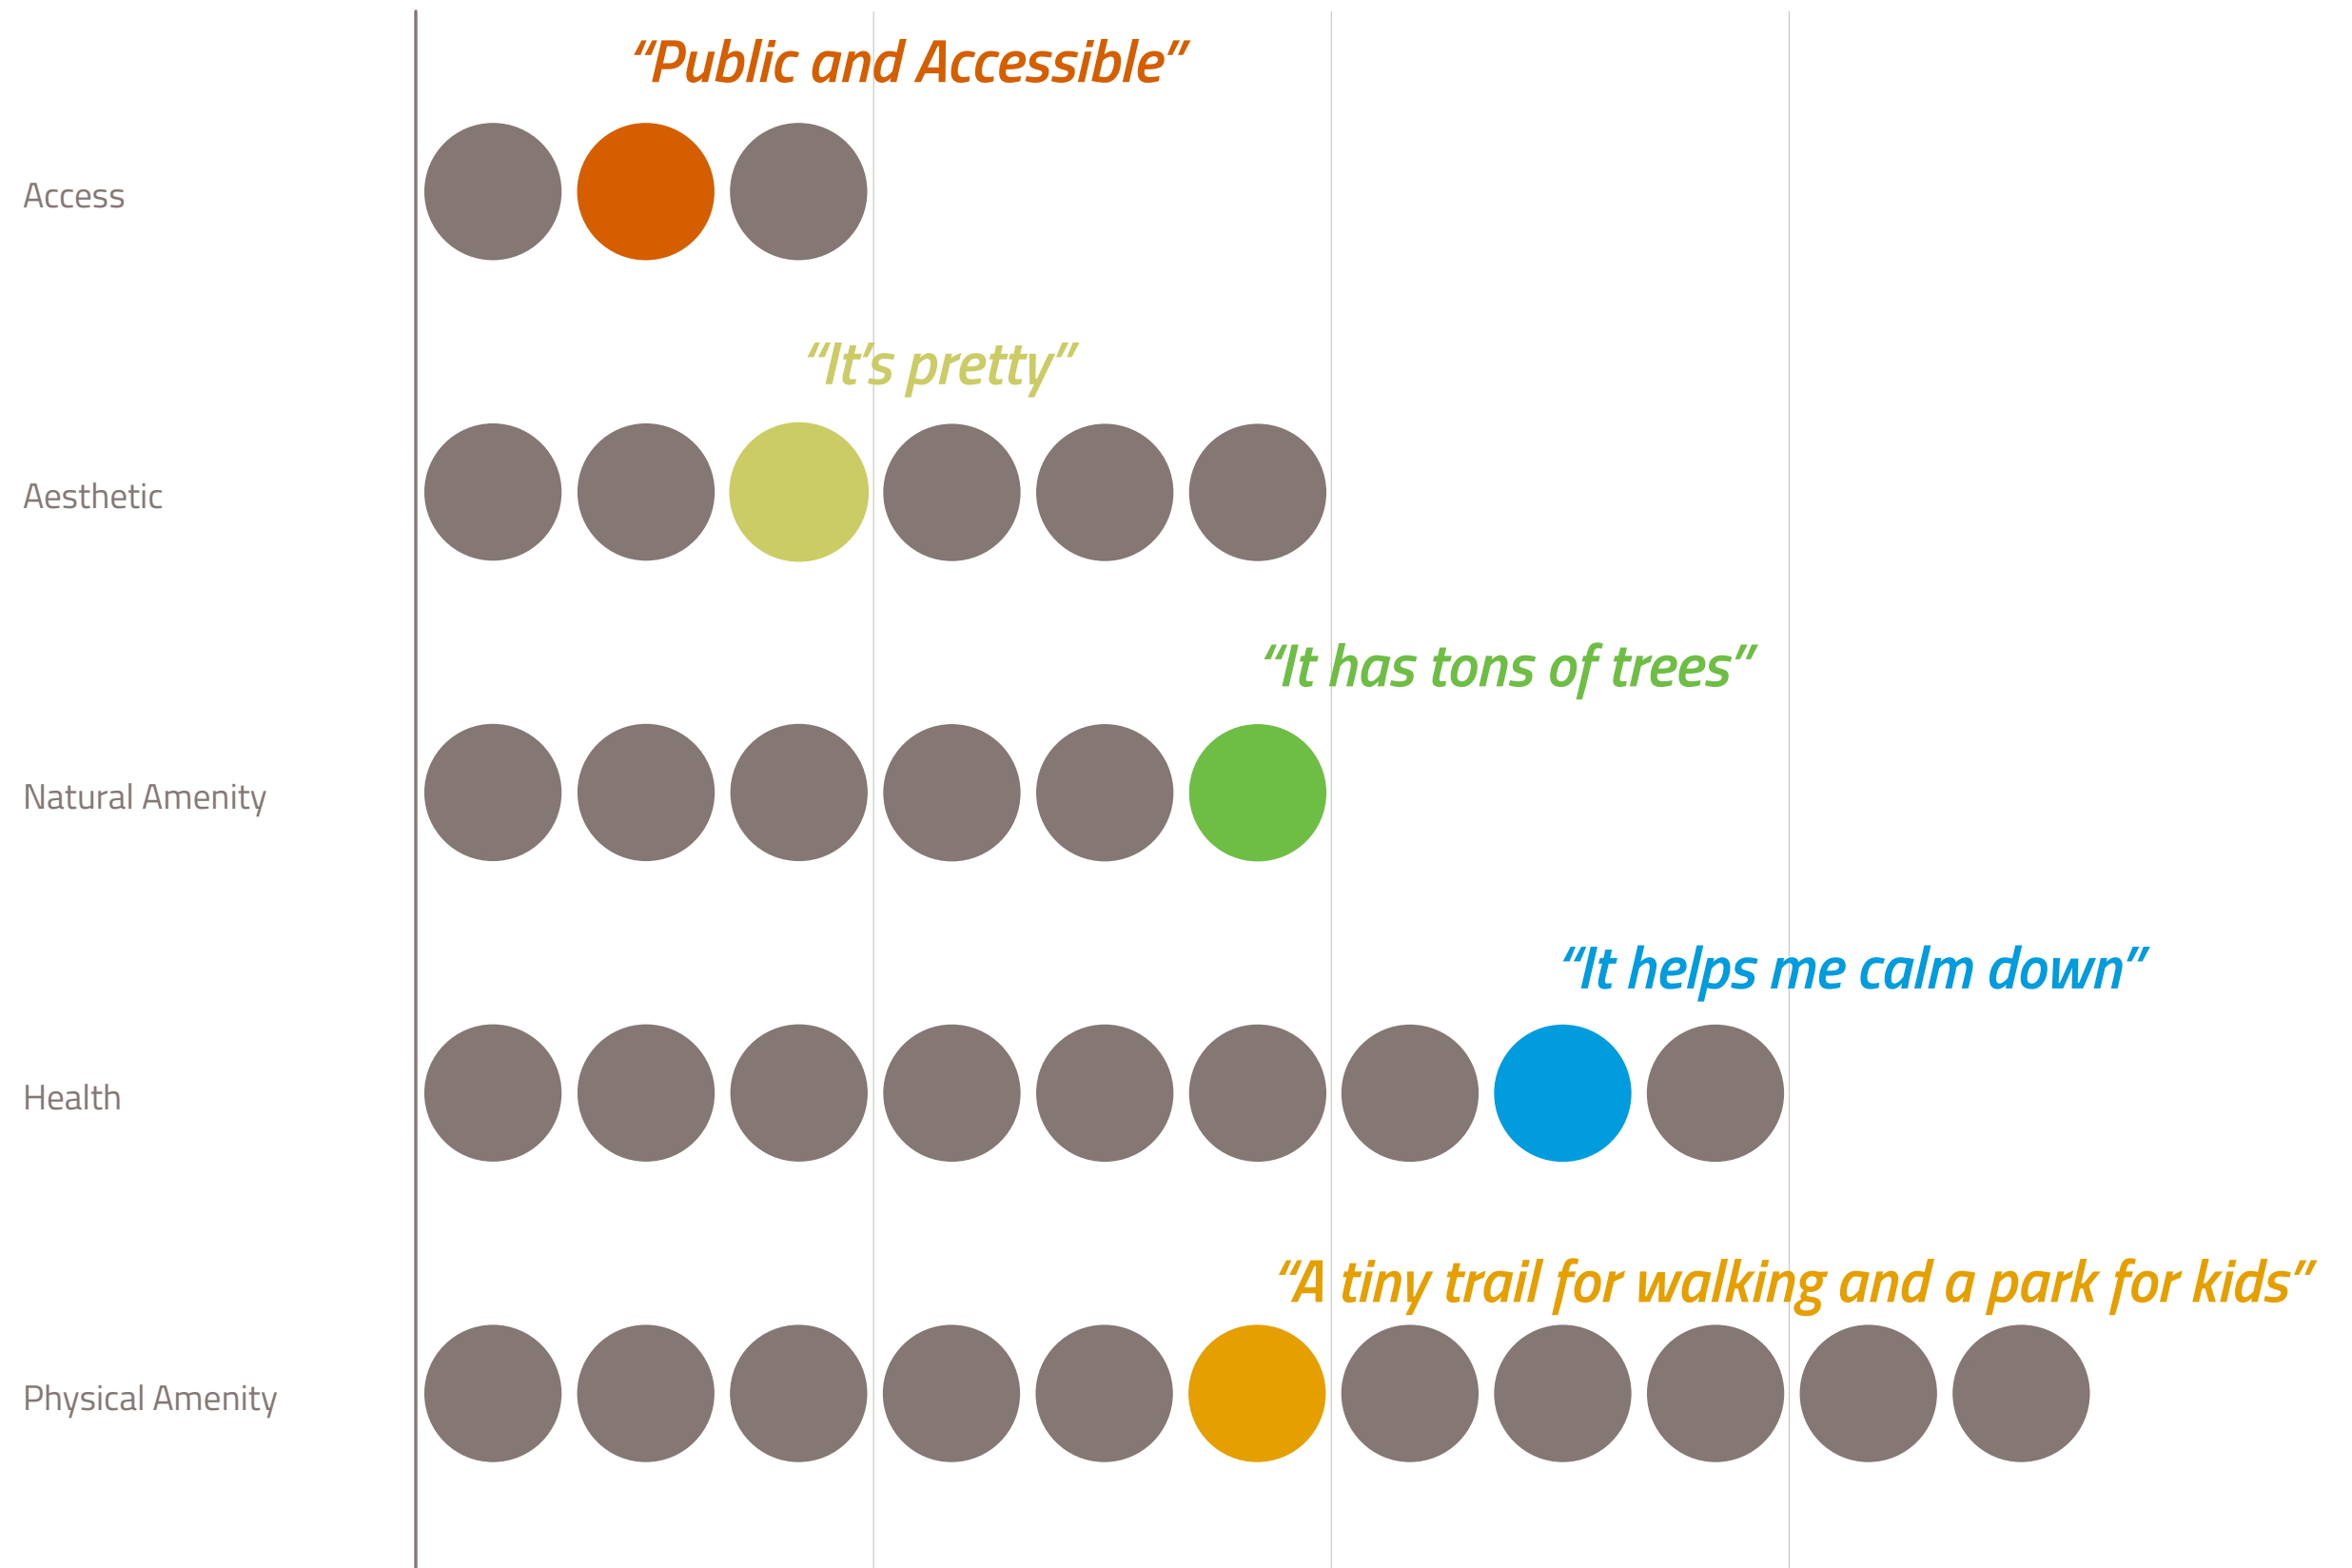 “Public and Accessible”
Access
“It's pretty”
Aesthetic
“It has tons of trees”
Natural Amenity
“It helps me calm down”
Health
“A tiny trail for walking and a park for kids”
Physical Amenity